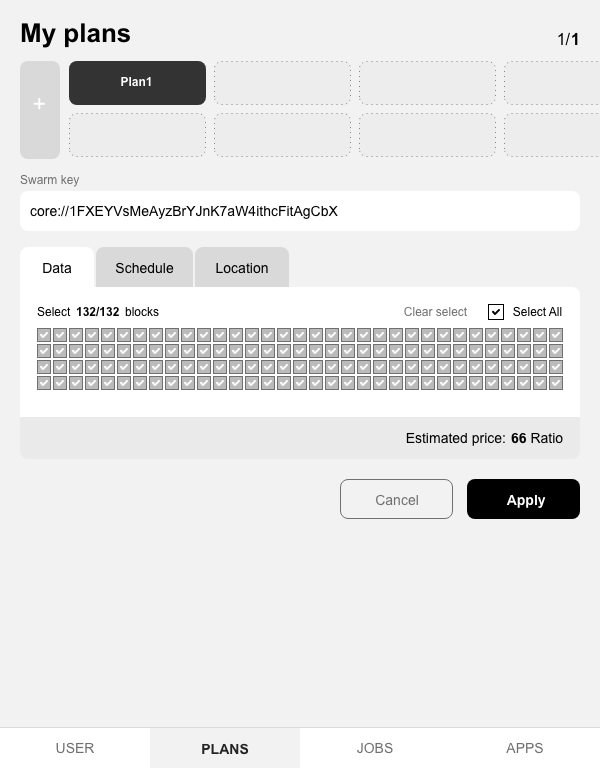 My plans
1/1
+
Plan1
Swarm key
core://1FXEYVsMeAyzBrYJnK7aW4ithcFitAgCbX
Data Schedule Location
Select 132/132 blocks Clear select Select All
Estimated price: 66 Ratio
Cancel Apply
USER PLANS JOBS APPS